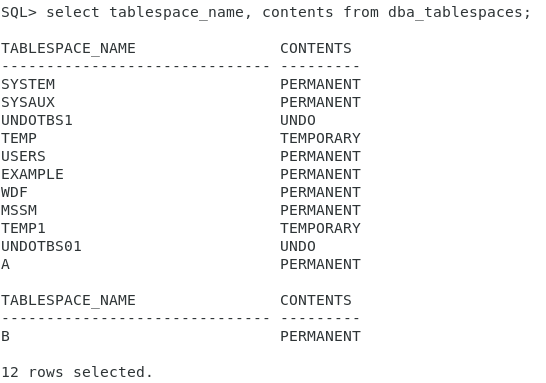 SQL> select tablespace_name, contents from dba_tablespaces;
TABLESPACE_NAME                CONTENTS
------------------------------ ---------
SYSTEM                         PERMANENT
SYSAUX                         PERMANENT
UNDOTBS1                       UNDO
TEMP                           TEMPORARY
USERS                          PERMANENT
EXAMPLE                        PERMANENT
WDF                            PERMANENT
MSSM                           PERMANENT
TEMP1                          TEMPORARY
UNDOTBS01                      UNDO
A                              PERMANENT
TABLESPACE_NAME                CONTENTS
------------------------------ ---------
B                              PERMANENT
12 rows selected.